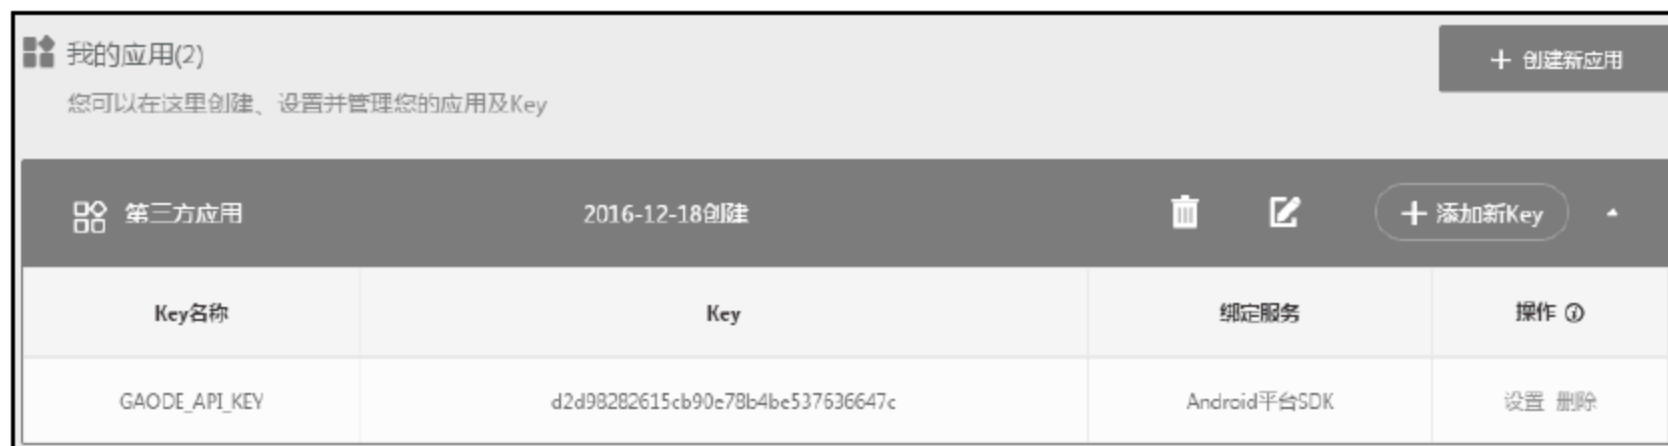 我的应用(2)
+ 创建新应用
您可以在这里创建、设置并管理您的应用及Key
第三方应用 2016-12-18创建 + 添加新Key
Key名称 Key 绑定服务 操作
GAODE_API_KEY d2d98282615cb90e78b4be537636647c Android平台SDK 设置 删除